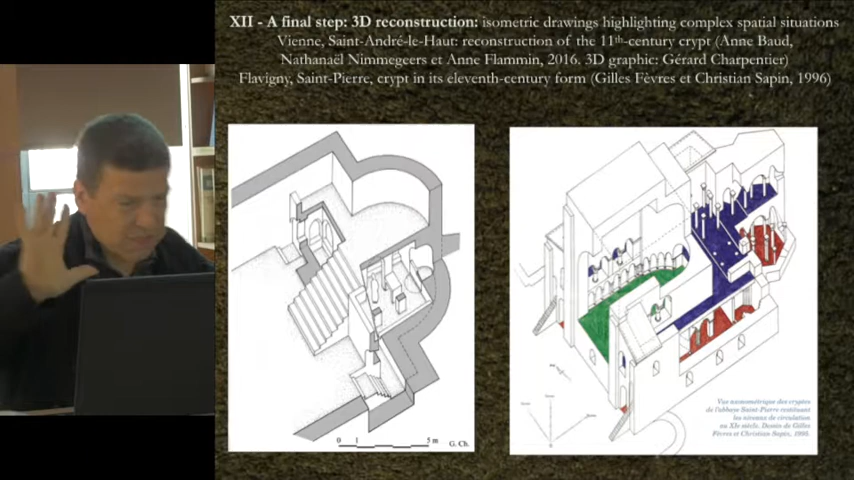 XII - A final step: 3D reconstruction: isometric drawings highlighting complex spatial situations
Vienne, Saint-André-le-Haut: reconstruction of the 11th-century crypt (Anne Baud,
Nathanaël Nimmegeers et Anne Flammin, 2016. 3D graphic: Gérard Charpentier)
Flavigny, Saint-Pierre, crypt in its eleventh-century form (Gilles Fèvres et Christian Sapin, 1996)
0 1 5 m G. Ch.
Vue axonométrique des cryptes
de l'abbaye Saint-Pierre restituant
les niveaux de circulation
au XIe siècle. Dessin de Gilles
Fèvres et Christian Sapin, 1996.